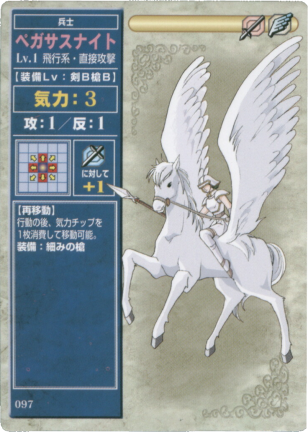 兵士
ペガサスナイト
Lv.1 飛行系・直接攻撃
【装備Lv:剣B槍B】
気力:3
攻:1/反:1
に対して
+1
【再移動】
行動の後、気力チップを
1枚消費して移動可能。
装備:細みの槍
097